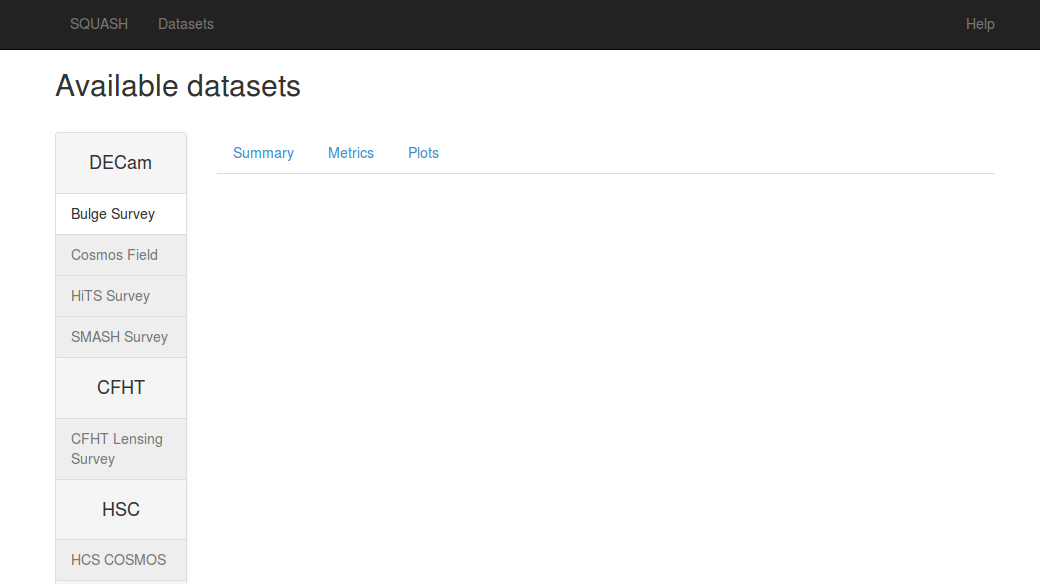 SQUASH Datasets Help
Available datasets
DECam
Bulge Survey
Cosmos Field
HiTS Survey
SMASH Survey
CFHT
CFHT Lensing
Survey
HSC
HCS COSMOS
Summary Metrics Plots